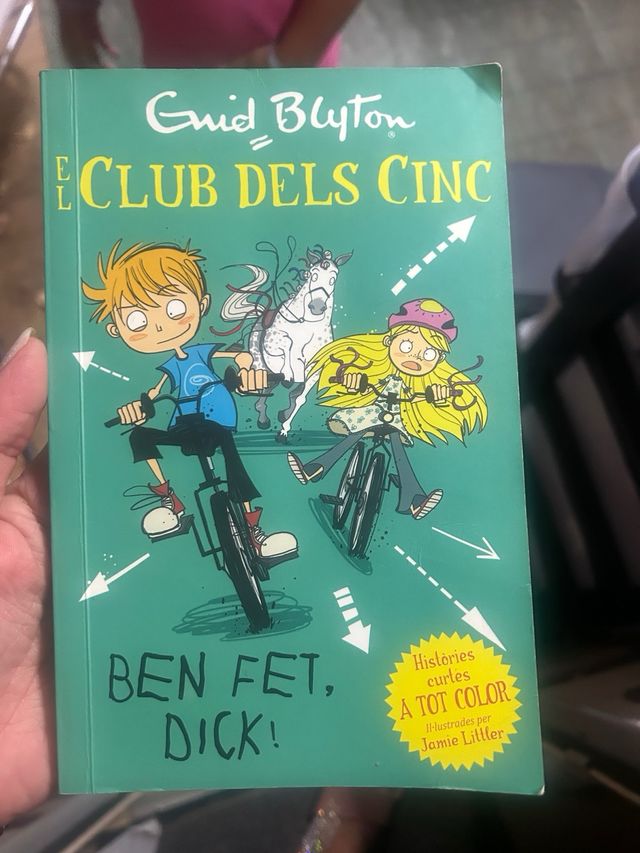 Enid Blyton®
EL CLUB DELS CINC
BEN FET,
DICK!
Històries
curtes
A TOT COLOR
Il·lustrades per
Jamie Littler